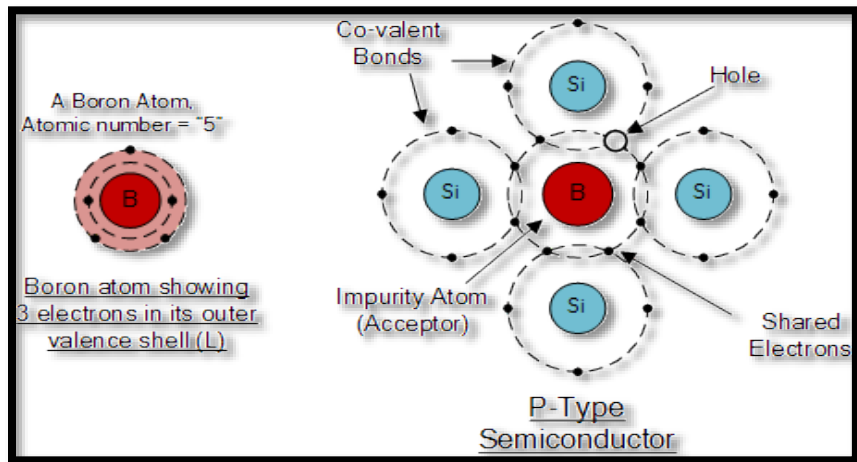 A Boron Atom,
Atomic number = "5"
B
Boron atom showing
3 electrons in its outer
valence shell (L)
Co-valent
Bonds
Si
Hole
Si
B
Si
Impurity Atom
(Acceptor)
Si
Shared
Electrons
P-Type
Semiconductor